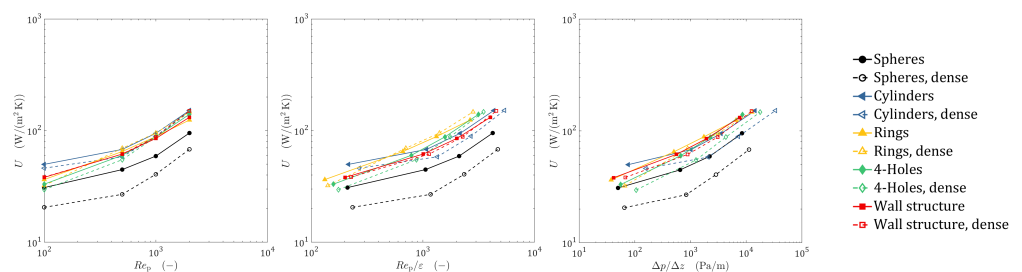 10^3
10^2
10^1
U (W/(m^2 K))
10^2
10^3
10^4
Re_p (−)
10^3
10^2
10^1
U (W/(m^2 K))
10^2
10^3
10^4
Re_p/ε (−)
10^3
10^2
10^1
U (W/(m^2 K))
10^1
10^2
10^3
10^4
10^5
Δp/Δz (Pa/m)
Spheres
Spheres, dense
Cylinders
Cylinders, dense
Rings
Rings, dense
4-Holes
4-Holes, dense
Wall structure
Wall structure, dense